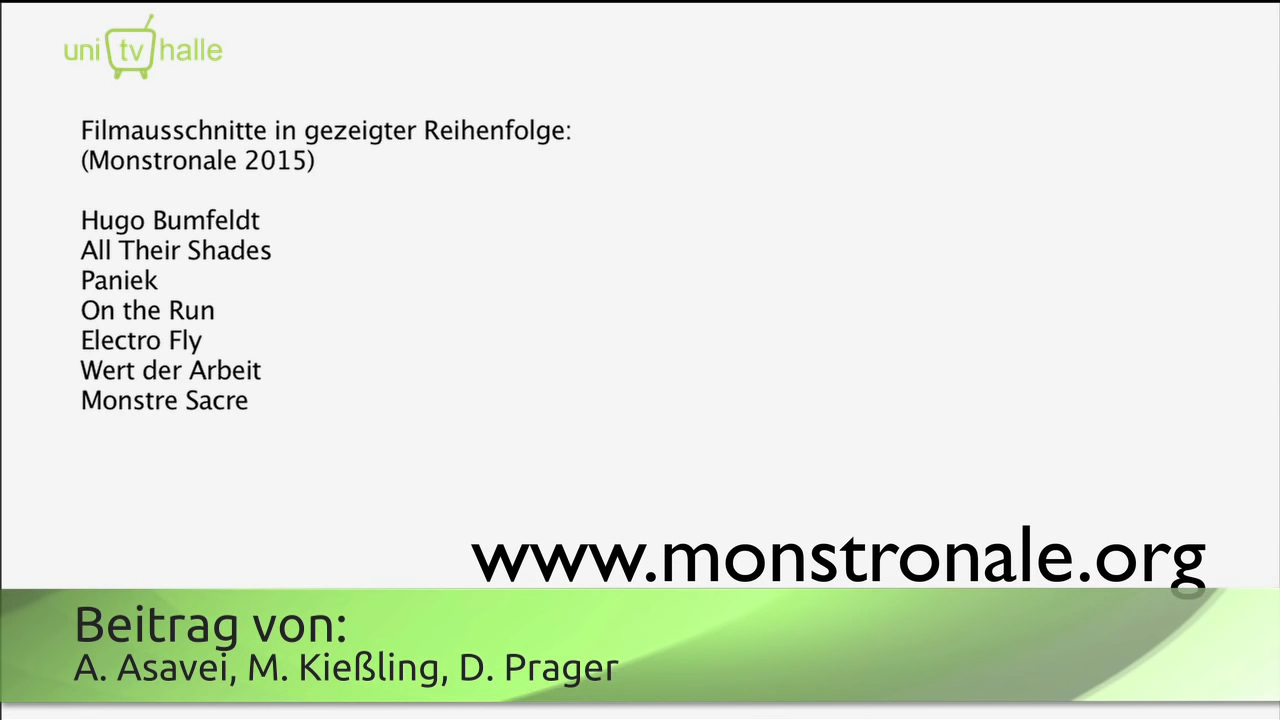 uni tv halle
Filmausschnitte in gezeigter Reihenfolge:
(Monstronale 2015)
Hugo Bumfeldt
All Their Shades
Paniek
On the Run
Electro Fly
Wert der Arbeit
Monstre Sacre
www.monstronale.org
Beitrag von:
A. Asavei, M. Kießling, D. Prager